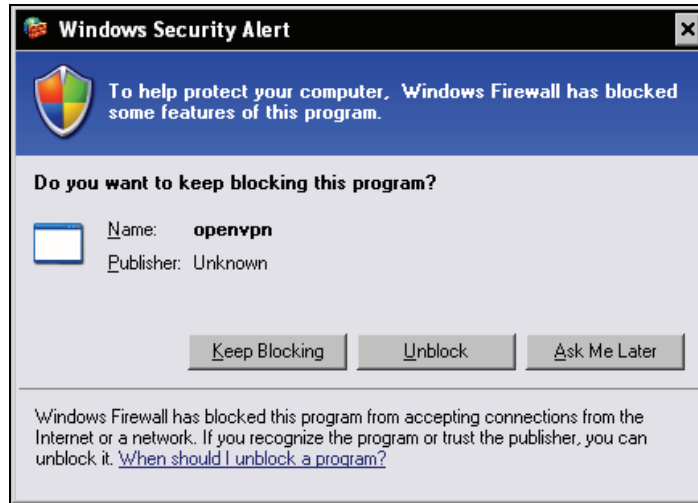 Windows Security Alert
To help protect your computer, Windows Firewall has blocked
some features of this program.
Do you want to keep blocking this program?
Name: openvpn
Publisher: Unknown
Keep Blocking Unblock Ask Me Later
Windows Firewall has blocked this program from accepting connections from the
Internet or a network. If you recognize the program or trust the publisher, you can
unblock it. When should I unblock a program?